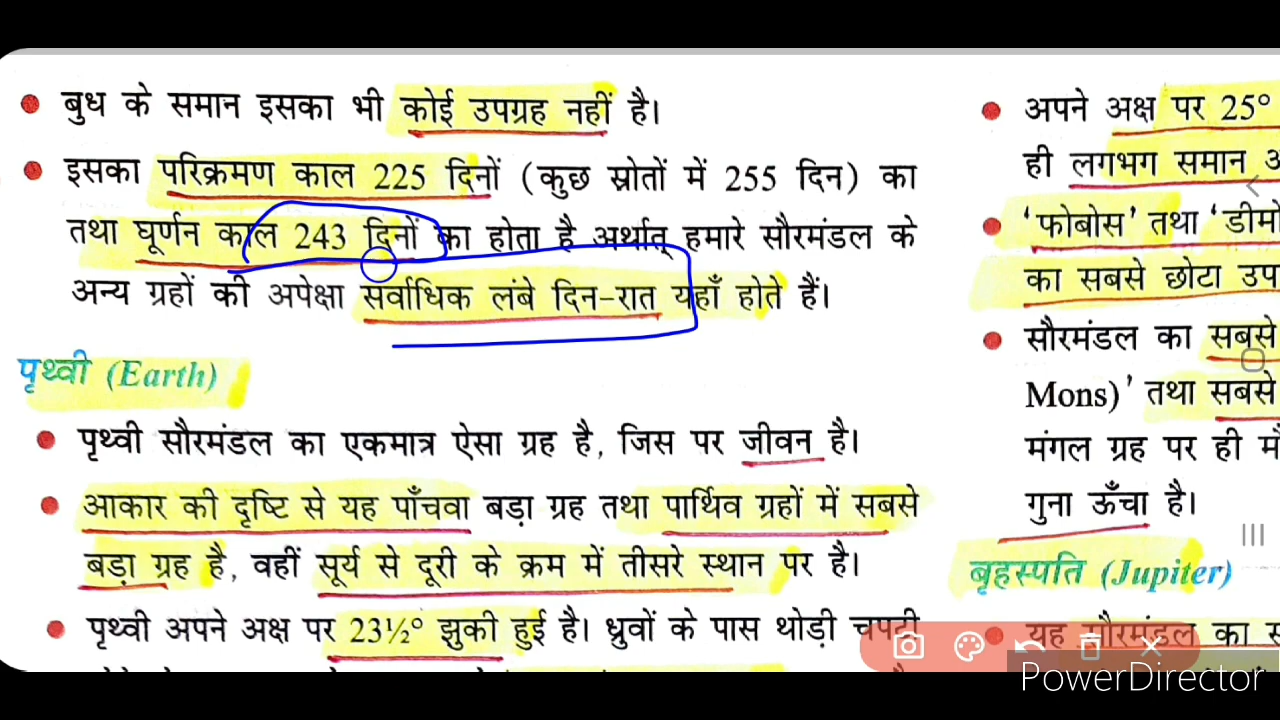 बुध के समान इसका भी कोई उपग्रह नहीं है।
इसका परिक्रमण काल 225 दिनों (कुछ स्रोतों में 255 दिन) का
तथा घूर्णन काल 243 दिनों का होता है अर्थात् हमारे सौरमंडल के
अन्य ग्रहों की अपेक्षा सर्वाधिक लंबे दिन-रात यहाँ होते हैं।
पृथ्वी (Earth)
पृथ्वी सौरमंडल का एकमात्र ऐसा ग्रह है, जिस पर जीवन है।
आकार की दृष्टि से यह पाँचवा बड़ा ग्रह तथा पार्थिव ग्रहों में सबसे
बड़ा ग्रह है, वहीं सूर्य से दूरी के क्रम में तीसरे स्थान पर है।
पृथ्वी अपने अक्ष पर 23½° झुकी हुई है। ध्रुवों के पास थोड़ी चपटी
अपने अक्ष पर 25°
ही लगभग समान
'फोबोस' तथा 'डीमो
का सबसे छोटा उप
सौरमंडल का सबसे
Mons)' तथा सबसे
मंगल ग्रह पर ही
गुना ऊँचा है।
बृहस्पति (Jupiter)
यह सौरमंडल का
PowerDirector